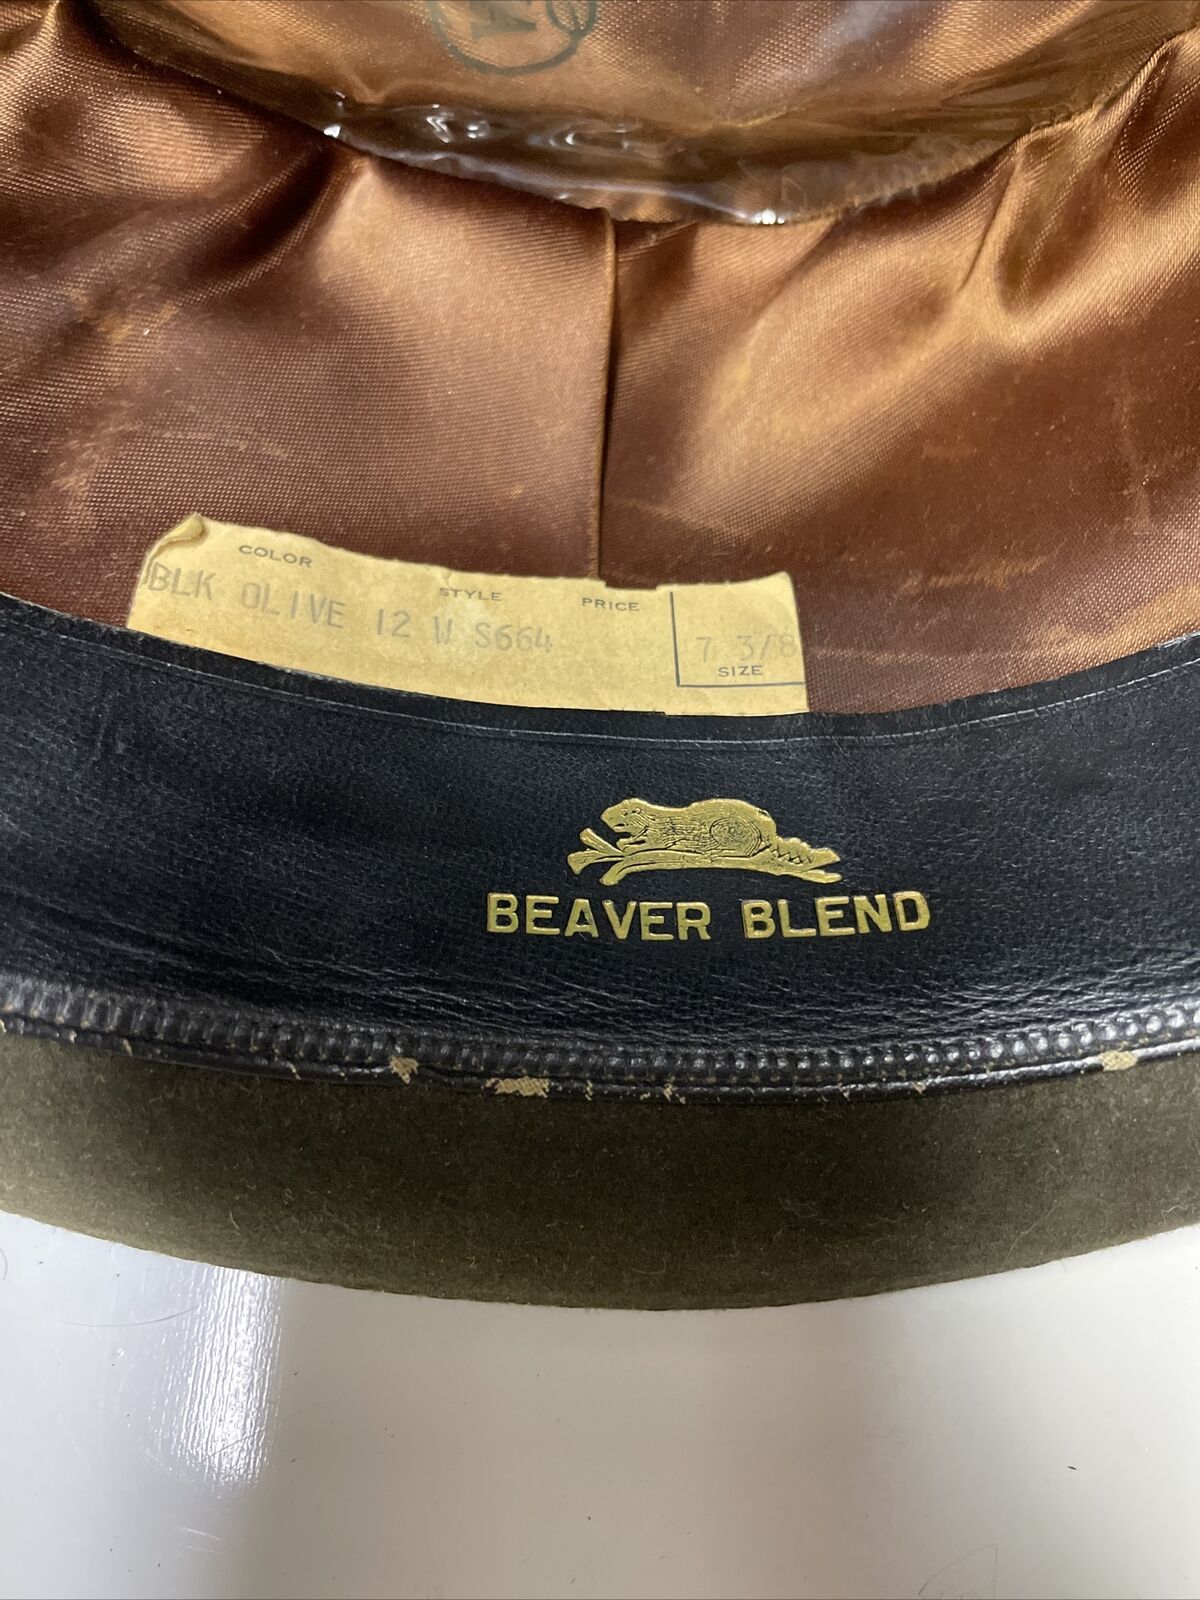 COLOR STYLE PRICE
BLK OLIVE 12 W S664 7 3/8
SIZE
BEAVER BLEND